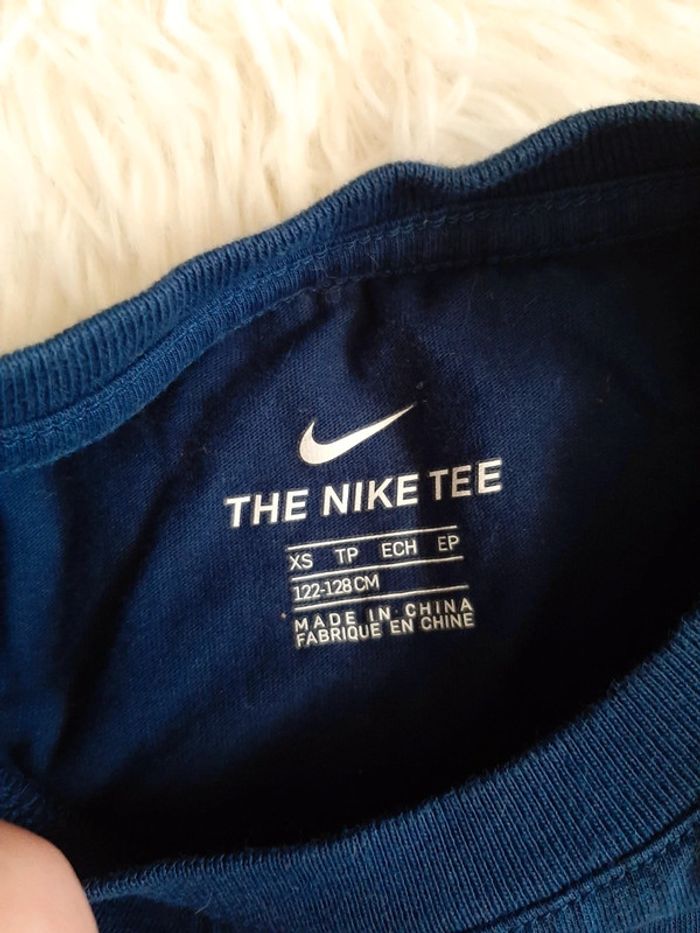 THE NIKE TEE
XS TP ECH EP
122-128 CM
MADE IN CHINA
FABRIQUE EN CHINE